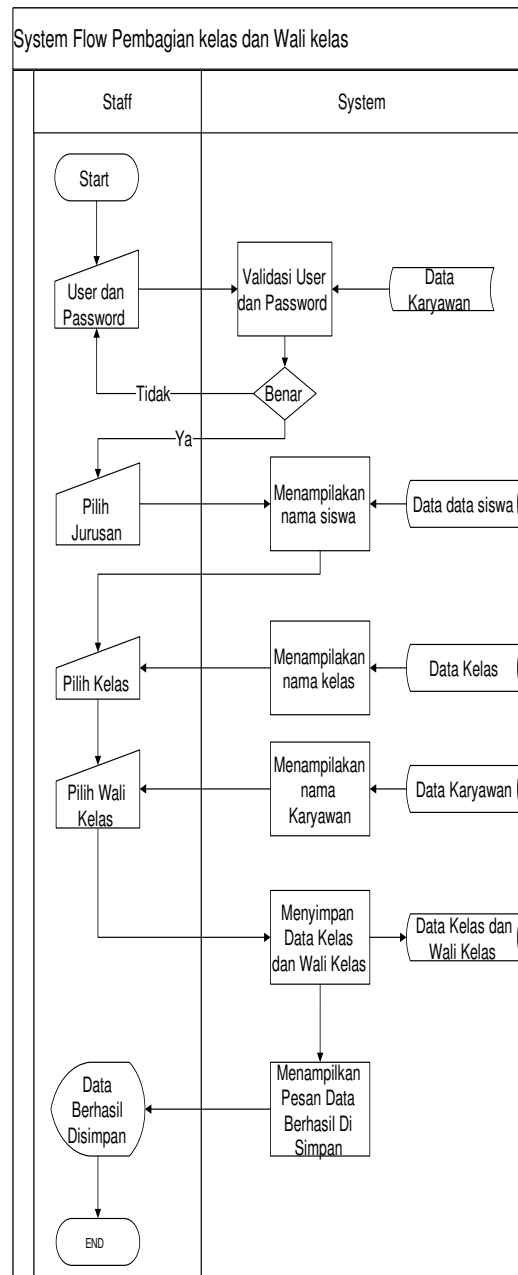 System Flow Pembagian kelas dan Wali kelas
Staff
System
Start
User dan
Password
Validasi User
dan Password
Data
Karyawan
Tidak
Benar
Ya
Pilih
Jurusan
Menampilakan
nama siswa
Data data siswa
Pilih Kelas
Menampilakan
nama kelas
Data Kelas
Pilih Wali
Kelas
Menampilakan
nama
Karyawan
Data Karyawan
Menyimpan
Data Kelas
dan Wali Kelas
Data Kelas dan
Wali Kelas
Data
Berhasil
Disimpan
Menampilkan
Pesan Data
Berhasil Di
Simpan
END